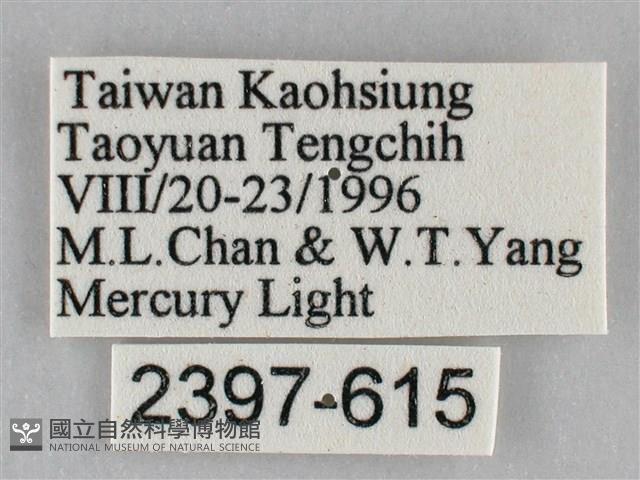 Taiwan Kaohsiung
Taoyuan Tengchih
VIII/20-23/1996
M.L.Chan & W.T.Yang
Mercury Light
2397-615
國立自然科學博物館
NATIONAL MUSEUM OF NATURAL SCIENCE